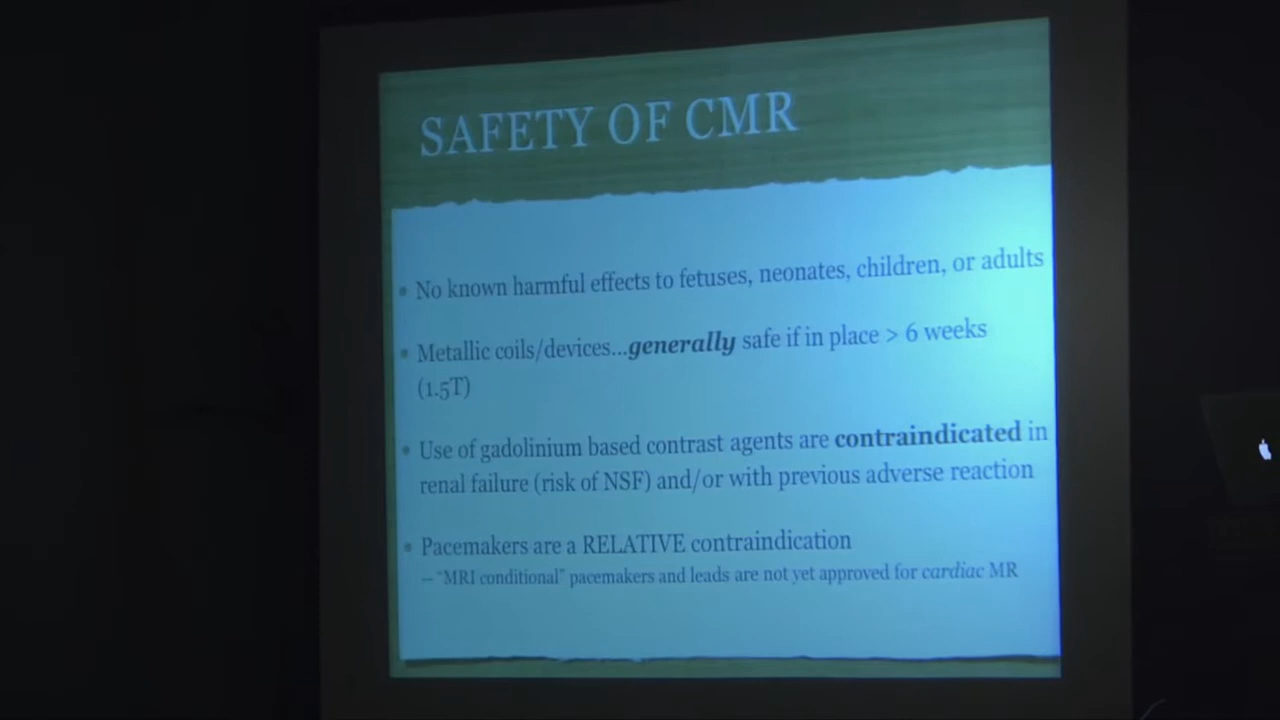 SAFETY OF CMR
• No known harmful effects to fetuses, neonates, children, or adults
• Metallic coils/devices...generally safe if in place > 6 weeks
(1.5T)
• Use of gadolinium based contrast agents are contraindicated in
renal failure (risk of NSF) and/or with previous adverse reaction
• Pacemakers are a RELATIVE contraindication
– "MRI conditional" pacemakers and leads are not yet approved for cardiac MR